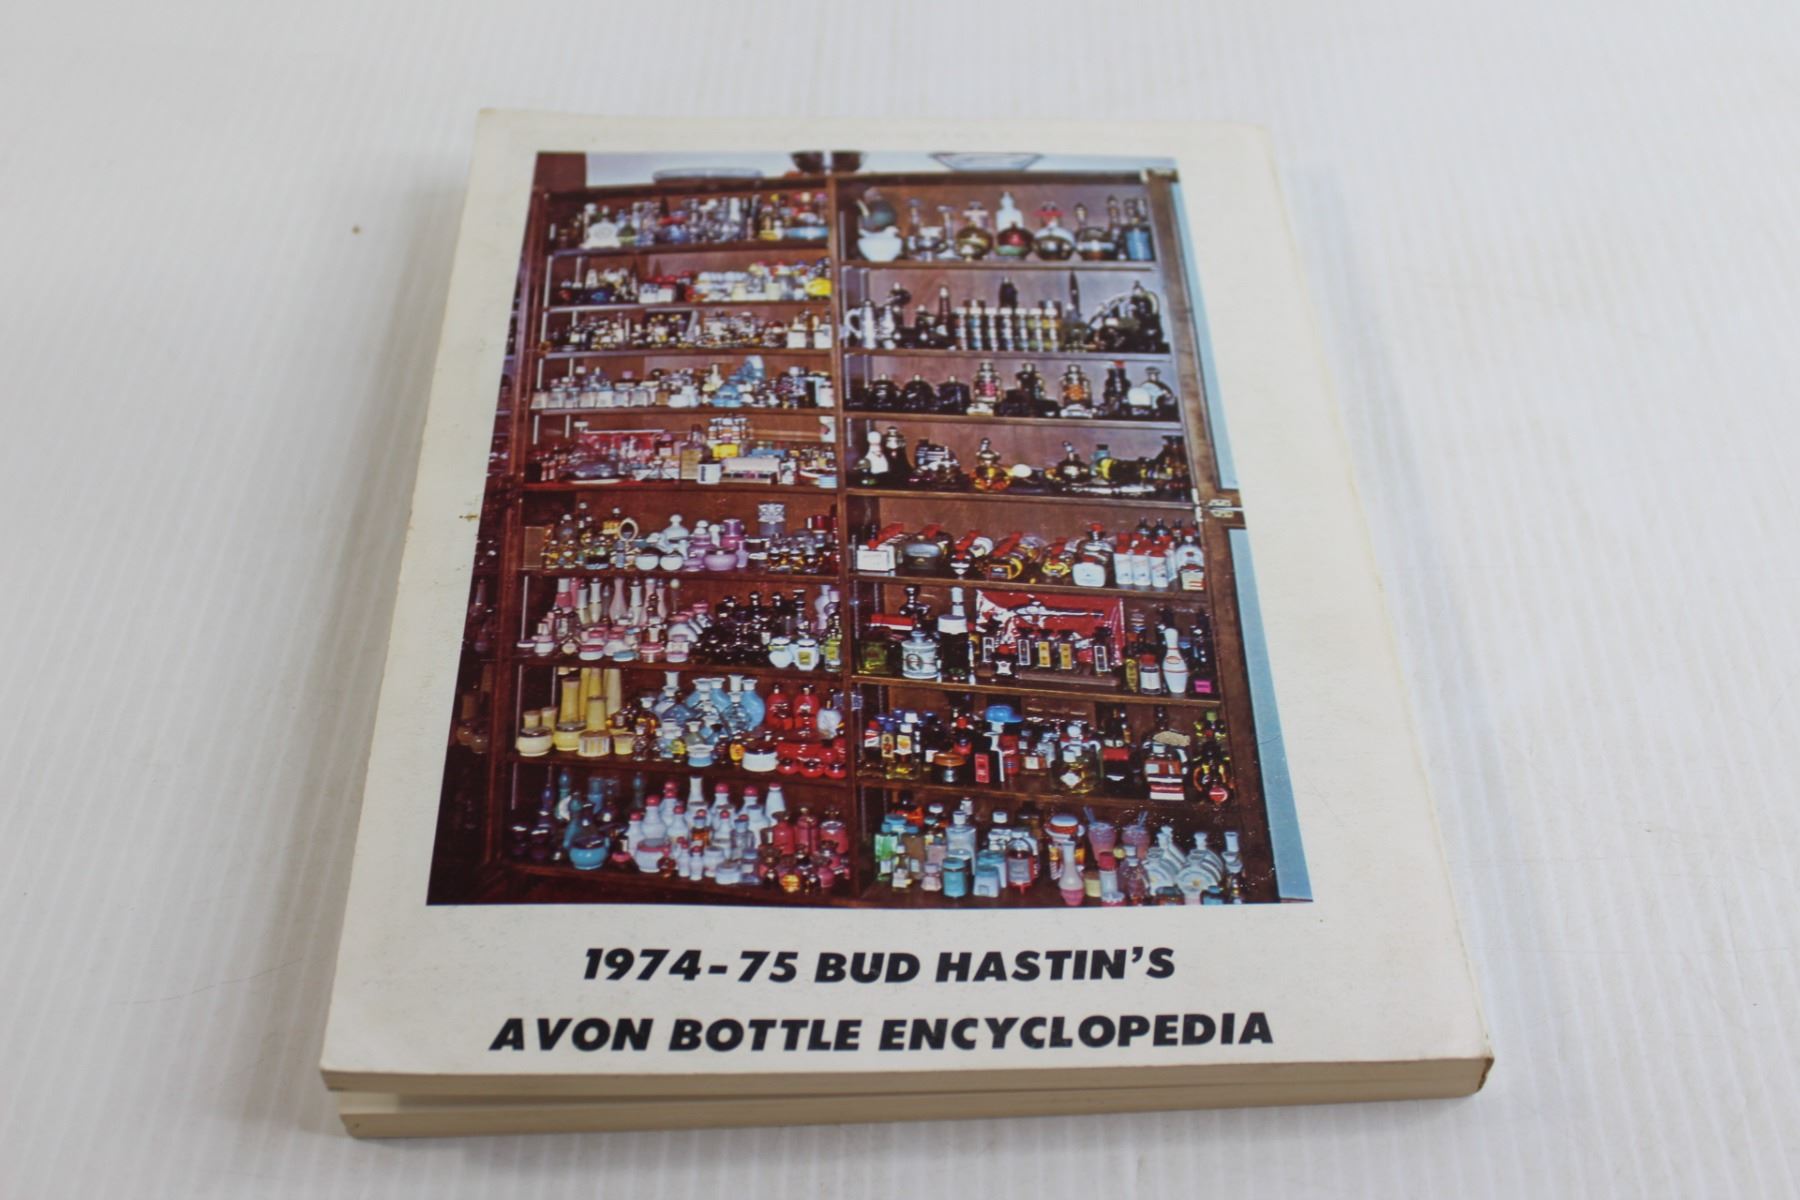 1974-75 BUD HASTIN'S
AVON BOTTLE ENCYCLOPEDIA